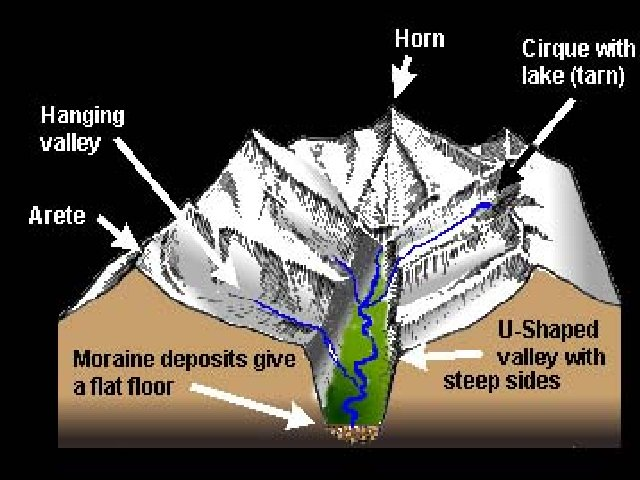 Horn
Cirque with
lake (tarn)
Hanging
valley
Arete
U-Shaped
valley with
steep sides
Moraine deposits give
a flat floor